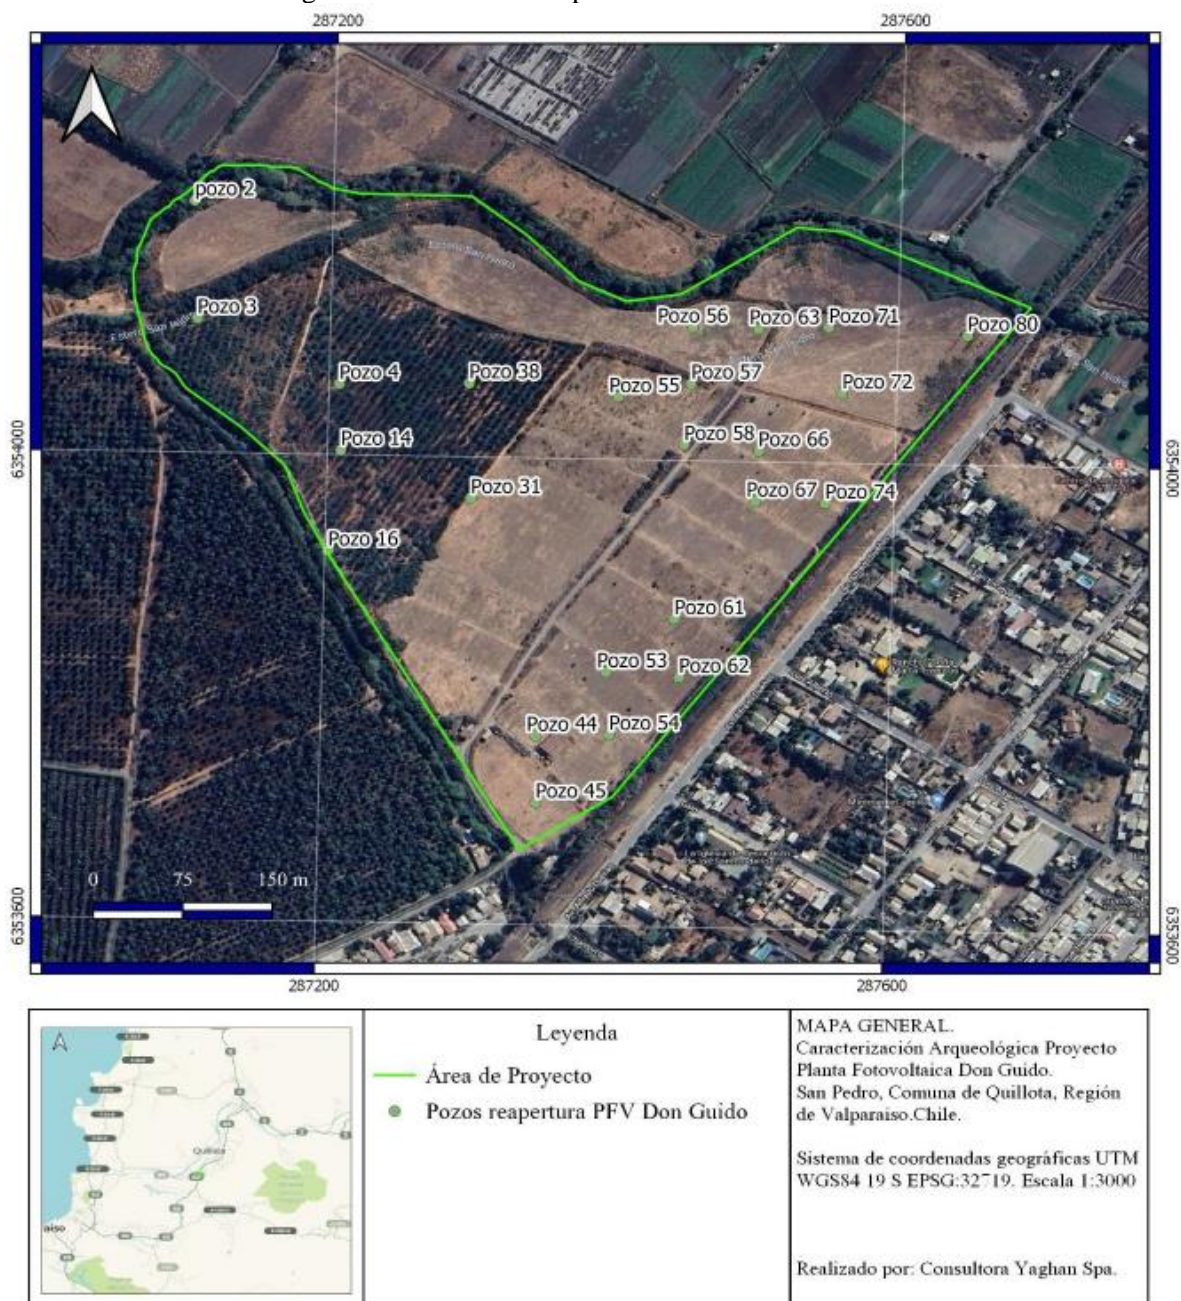 287200
287600
pozo 2
Estero San Isidro
Pozo 3
Pozo 56
Pozo 63
Pozo 71
Pozo 80
Pozo 4
Pozo 38
Pozo 55
Pozo 57
Pozo 72
6354000
Pozo 14
Pozo 58
Pozo 66
6354000
Pozo 31
Pozo 67
Pozo 74
Pozo 16
Pozo 61
Pozo 53
Pozo 62
Pozo 44
Pozo 54
Pozo 45
0 75 150 m
6353600
6353600
287200
287600
Quillota
aíso
Leyenda
Área de Proyecto
Pozos reapertura PFV Don Guido
MAPA GENERAL.
Caracterización Arqueológica Proyecto
Planta Fotovoltaica Don Guido.
San Pedro, Comuna de Quillota, Región
de Valparaiso.Chile.
Sistema de coordenadas geográficas UTM
WGS84 19 S EPSG:32719. Escala 1:3000
Realizado por: Consultora Yaghan Spa.